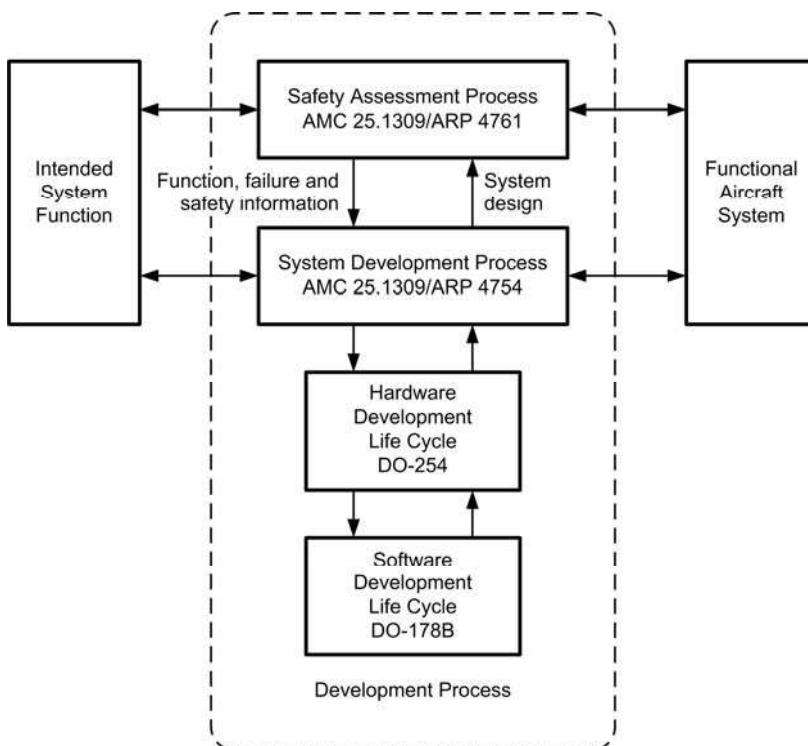 Safety Assessment Process
AMC 25.1309/ARP 4761
Intended
System
Function
Function, failure and
safety information
System
design
Functional
Aircraft
System
System Development Process
AMC 25.1309/ARP 4754
Hardware
Development
Life Cycle
DO-254
Software
Development
Life Cycle
DO-178B
Development Process